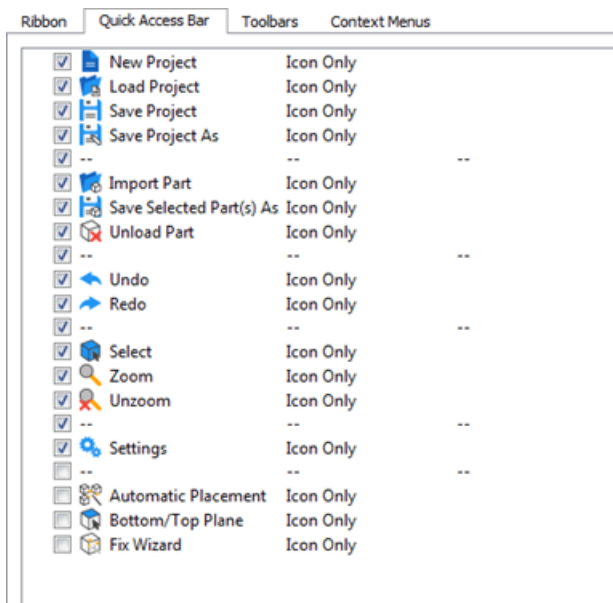 Ribbon Quick Access Bar Toolbars Context Menus
New Project Icon Only
Load Project Icon Only
Save Project Icon Only
Save Project As Icon Only
-- -- --
Import Part Icon Only
Save Selected Part(s) As Icon Only
Unload Part Icon Only
-- -- --
Undo Icon Only
Redo Icon Only
-- -- --
Select Icon Only
Zoom Icon Only
Unzoom Icon Only
-- -- --
Settings Icon Only
-- -- --
Automatic Placement Icon Only
Bottom/Top Plane Icon Only
Fix Wizard Icon Only